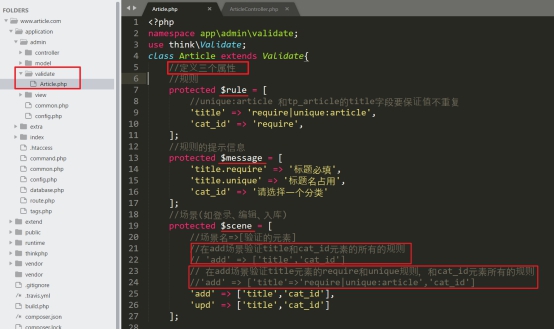 FOLDERS
www.article.com
application
admin
controller
model
validate
Article.php
view
common.php
config.php
extra
index
.htaccess
command.php
common.php
config.php
database.php
route.php
tags.php
extend
public
runtime
thinkphp
vendor
vendor
.gitignore
.travis.yml
build.php
composer.json
composer.lock
Article.php
ArticleController.php
1 <?php
2 namespace app\admin\validate;
3 use think\Validate;
4 class Article extends Validate{
5 //定义三个属性
6 //规则
7 protected $rule = [
8 //unique:article 和tp_article的title字段要保证值不重复
9 'title' => 'require|unique:article',
10 'cat_id' => 'require',
11 ];
12 //规则的提示信息
13 protected $message = [
14 'title.require' => '标题必填',
15 'title.unique' => '标题名占用',
16 'cat_id' => '请选择一个分类'
17 ];
18 //场景(如登录、编辑、入库)
19 protected $scene = [
20 //场景名=>[验证的元素]
21 //在add场景验证title和cat_id元素的所有的规则
22 // 'add' => ['title','cat_id']
23 // 在add场景验证title元素的require和unique规则, 和cat_id元素所有的规则
24 //'add' => ['title'=>'require|unique:article','cat_id']
25 'add' => ['title','cat_id'],
26 'upd' => ['title','cat_id']
27 ];